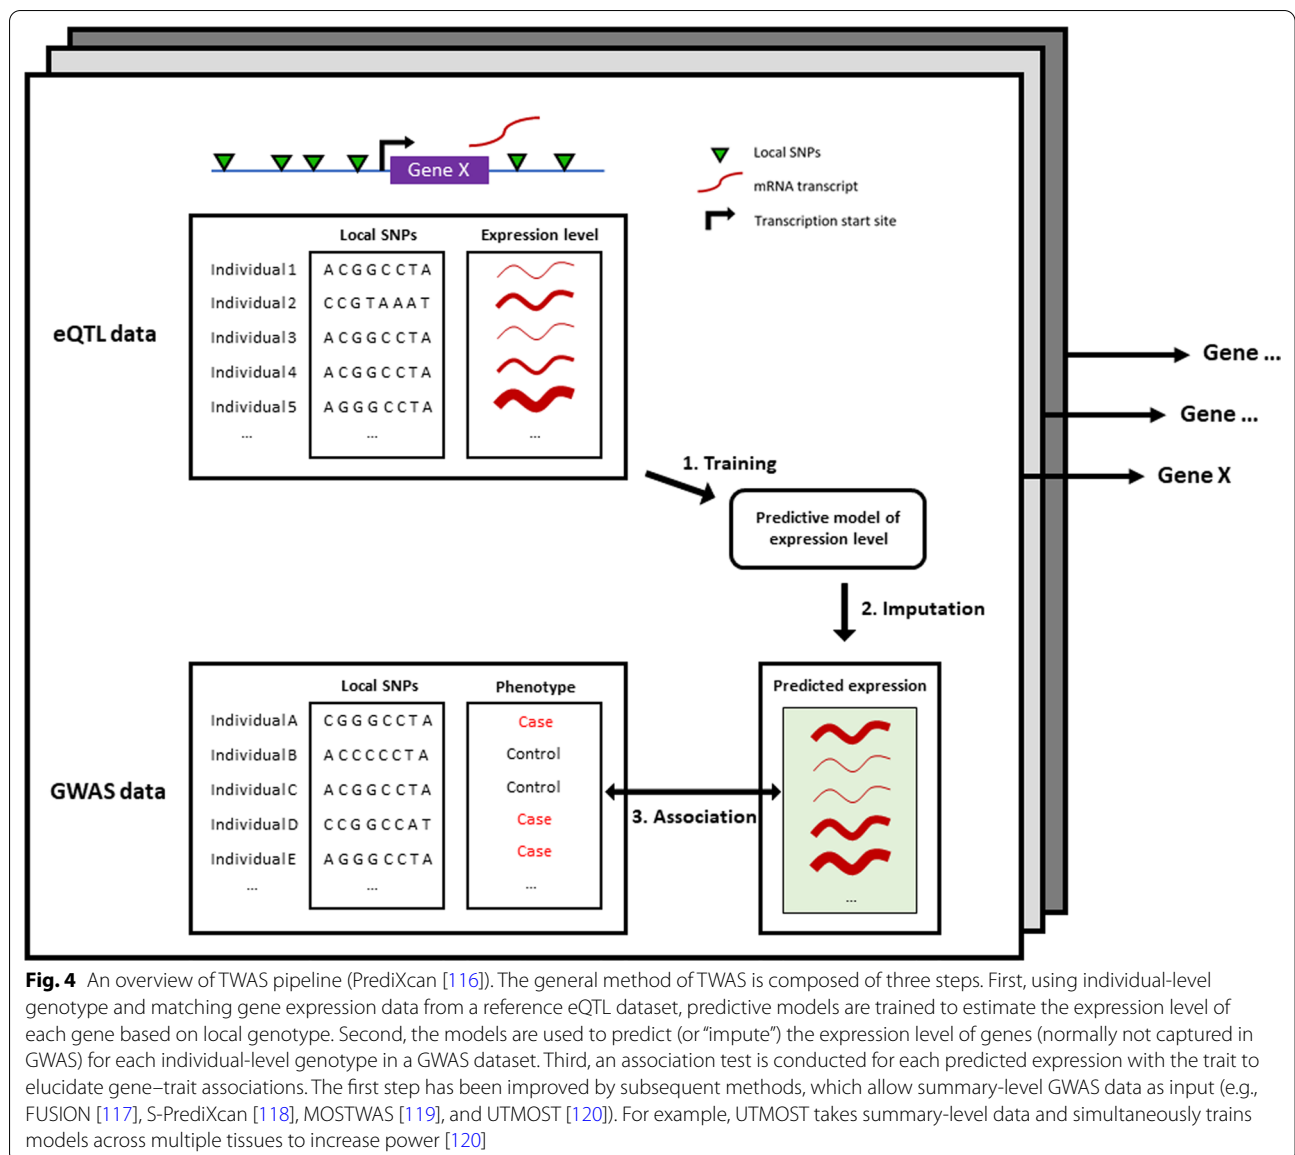 Gene X
Local SNPs
mRNA transcript
Transcription start site
eQTL data
Local SNPs Expression level
Individual 1 A C G G C C T A
Individual 2 C C G T A A A T
Individual 3 A C G G C C T A
Individual 4 A C G G C C T A
Individual 5 A G G G C C T A
... ... ...
Gene ...
Gene ...
Gene X
1. Training
Predictive model of
expression level
2. Imputation
GWAS data
Local SNPs Phenotype
Individual A C G G G C C T A Case
Individual B A C C C C C T A Control
Individual C A C G G C C T A Control
Individual D C C G G C C A T Case
Individual E A G G G C C T A Case
... ... ...
3. Association
Predicted expression
...
Fig. 4 An overview of TWAS pipeline (PrediXcan [116]). The general method of TWAS is composed of three steps. First, using individual-level
genotype and matching gene expression data from a reference eQTL dataset, predictive models are trained to estimate the expression level of
each gene based on local genotype. Second, the models are used to predict (or “impute”) the expression level of genes (normally not captured in
GWAS) for each individual-level genotype in a GWAS dataset. Third, an association test is conducted for each predicted expression with the trait to
elucidate gene–trait associations. The first step has been improved by subsequent methods, which allow summary-level GWAS data as input (e.g.,
FUSION [117], S-PrediXcan [118], MOSTWAS [119], and UTMOST [120]). For example, UTMOST takes summary-level data and simultaneously trains
models across multiple tissues to increase power [120]